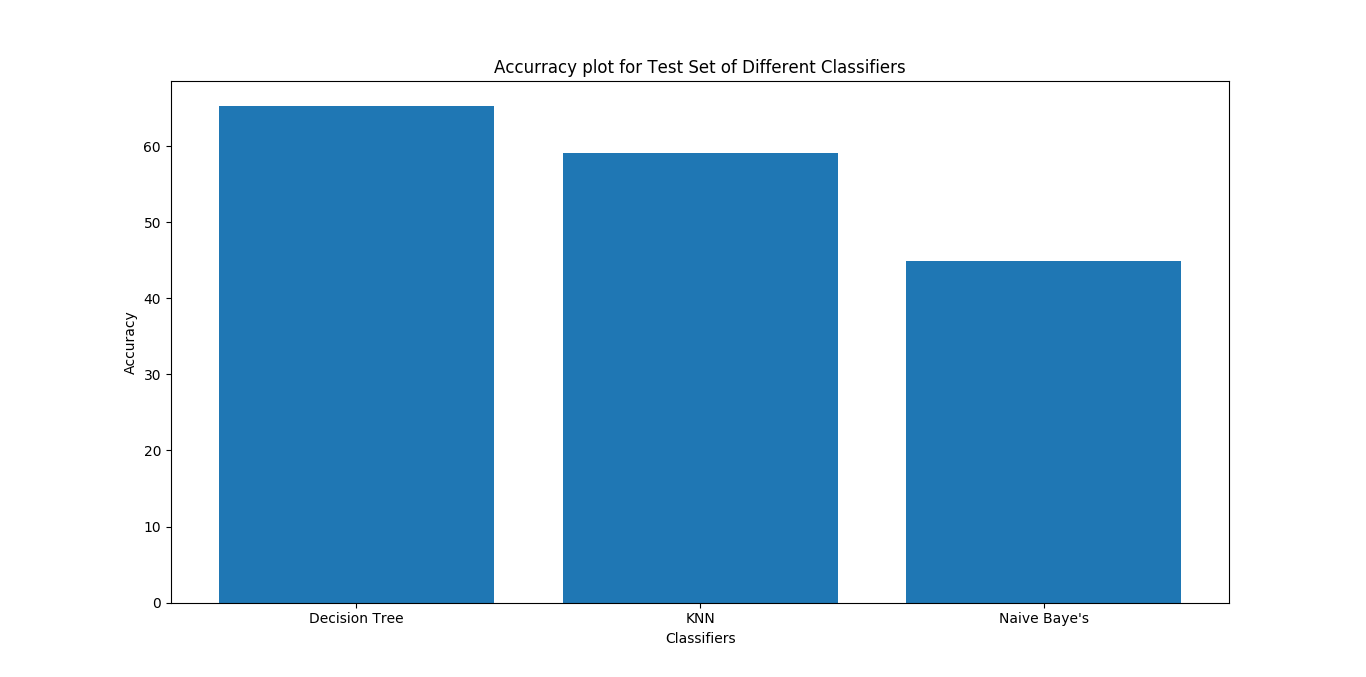 Accurracy plot for Test Set of Different Classifiers
60
50
40
30
20
10
0
Accuracy
Decision Tree
KNN
Naive Baye's
Classifiers